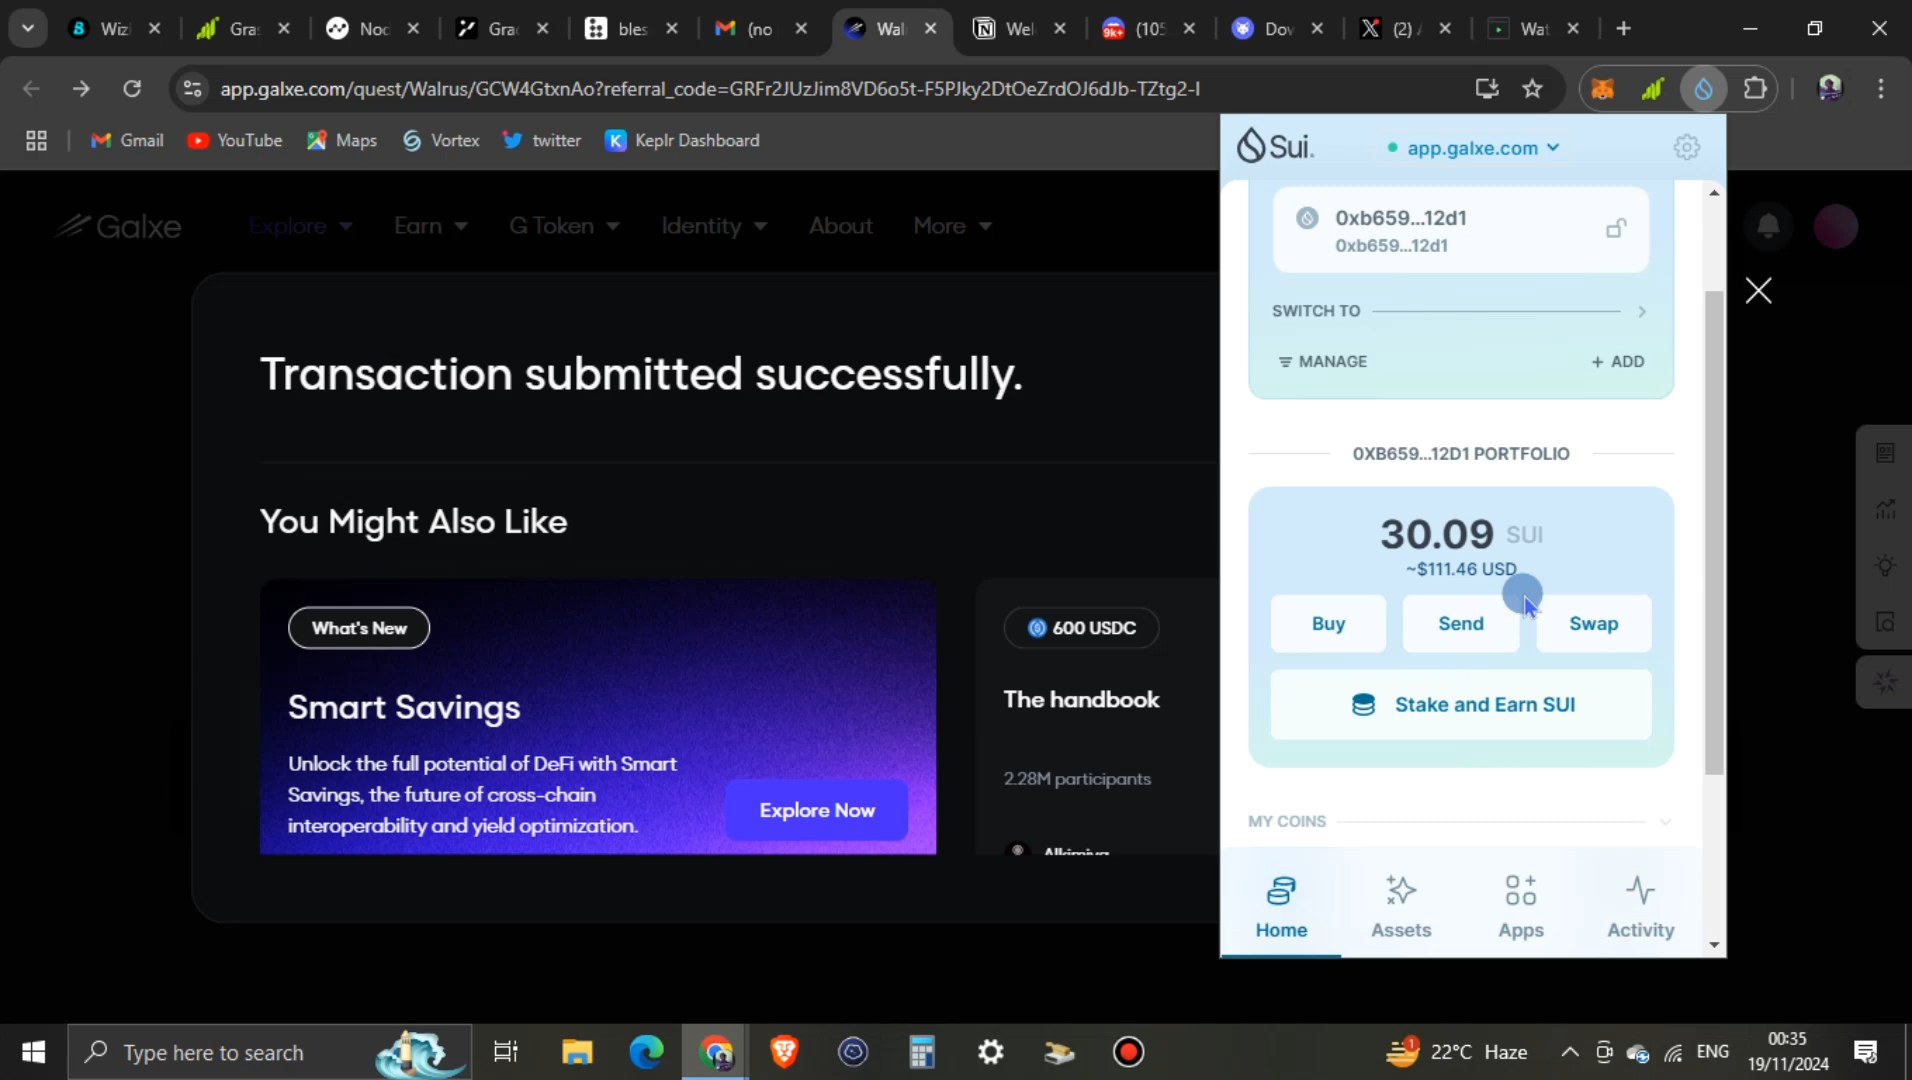 Wiz
Gra
Noc
Grac
bles
(no
Wal
Wel
9k+
(105
Dov
(2) /
Wat
app.galxe.com/quest/Walrus/GCW4GtxnAo?referral_code=GRFr2JUzJim8VD6o5t-F5PJky2DtOeZrdOJ6dJb-TZtg2-I
Gmail
YouTube
Maps
Vortex
twitter
Keplr Dashboard
Galxe
Explore
Earn
G Token
Identity
About
More
Transaction submitted successfully.
You Might Also Like
What's New
Smart Savings
Unlock the full potential of DeFi with Smart
Savings, the future of cross-chain
interoperability and yield optimization.
Explore Now
600 USDC
The handbook
2.28M participants
Alkimiya
Sui.
app.galxe.com
0xb659...12d1
0xb659...12d1
SWITCH TO
MANAGE
+ ADD
0XB659...12D1 PORTFOLIO
30.09 SUI
~$111.46 USD
Buy
Send
Swap
Stake and Earn SUI
MY COINS
Home
Assets
Apps
Activity
Type here to search
1
22°C Haze
ENG
00:35
19/11/2024